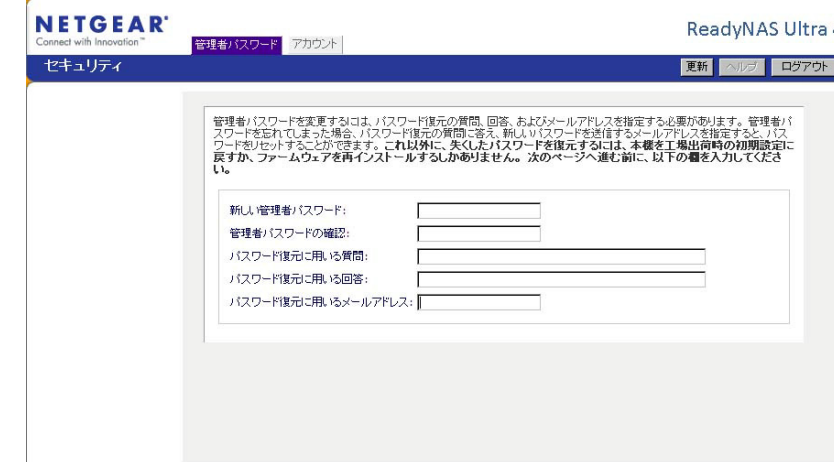 NETGEAR®
Connect with Innovation™
管理者パスワード アカウント
ReadyNAS Ultra
セキュリティ
更新 ヘルプ ログアウト
管理者パスワードを変更するには、パスワード復元の質問、回答、およびメールアドレスを指定する必要があります。管理者パ
スワードを忘れてしまった場合、パスワード復元の質問に答え、新しいパスワードを送信するメールアドレスを指定すると、パス
ワードをリセットすることができます。これ以外に、失くしたパスワードを復元するには、本機を工場出荷時の初期設定に
戻すか、ファームウェアを再インストールするしかありません。次のページへ進む前に、以下の欄を入力してくださ
い。
新しい管理者パスワード:
管理者パスワードの確認:
パスワード復元に用いる質問:
パスワード復元に用いる回答:
パスワード復元に用いるメールアドレス: